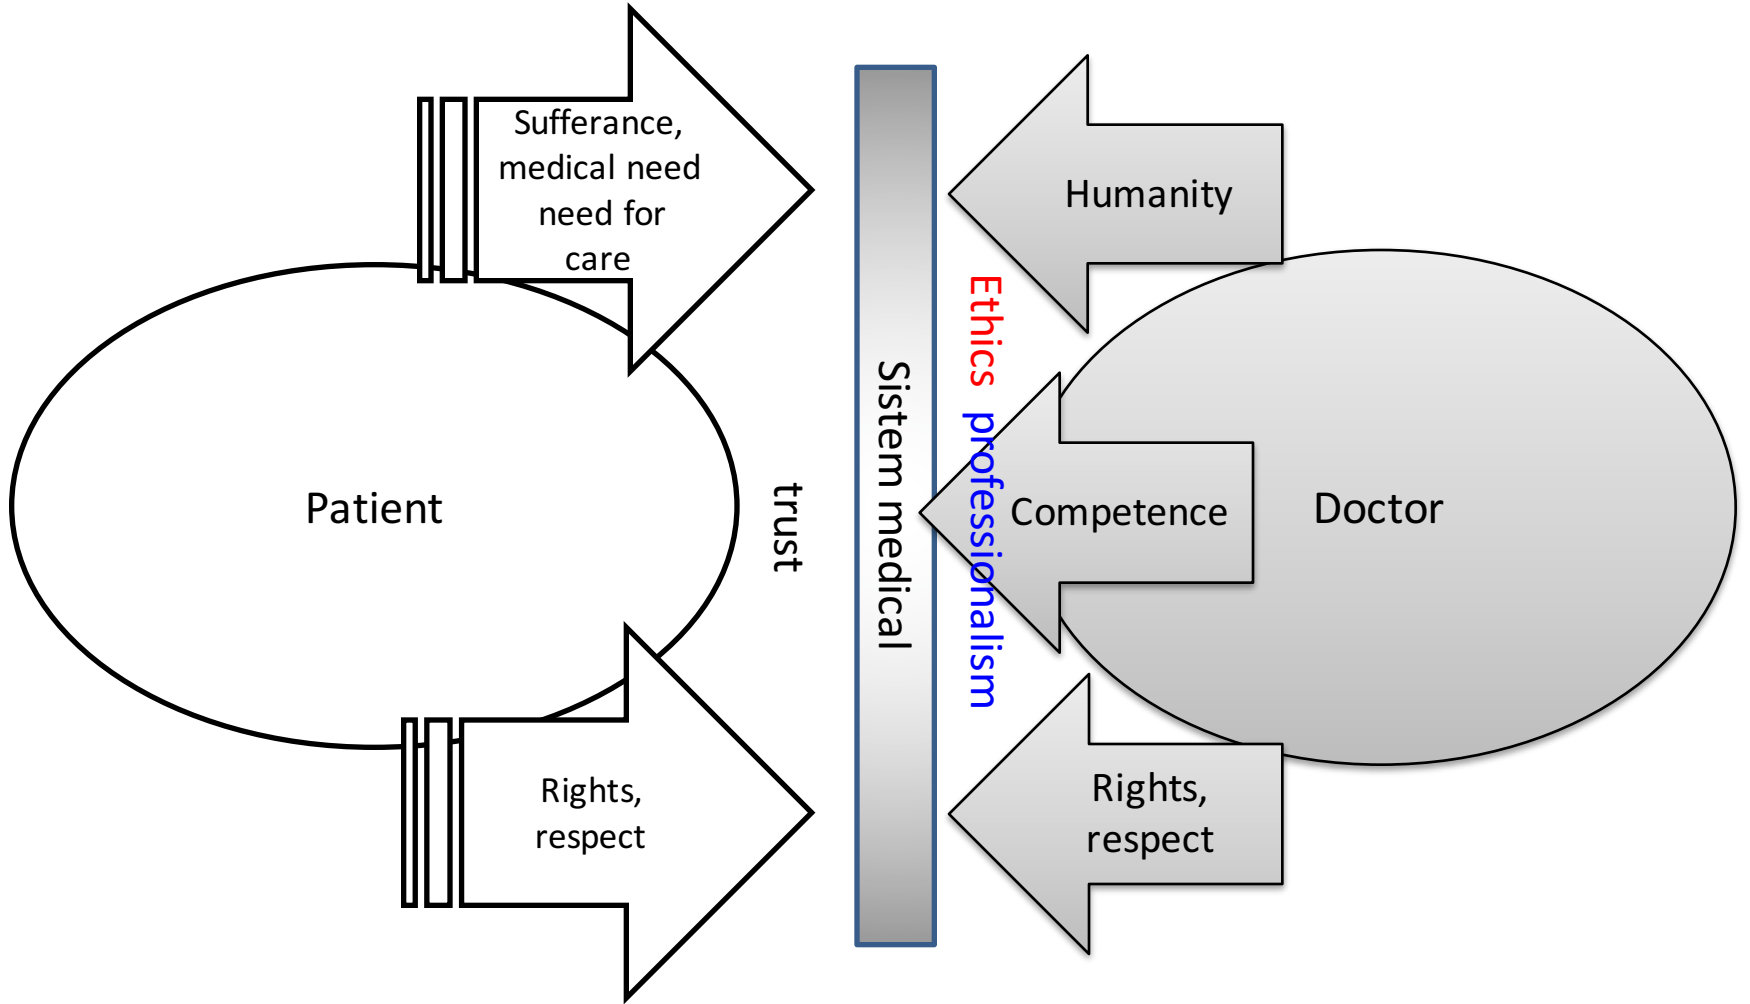 Sufferance,
medical need
need for
care
Patient
Rights,
respect
trust
Sistem medical
Ethics professionalism
Humanity
Competence
Doctor
Rights,
respect